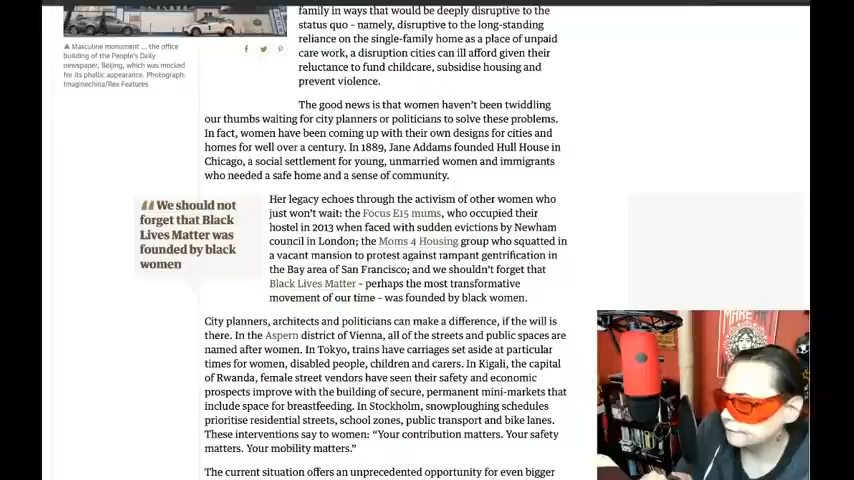 family in ways that would be deeply disruptive to the
status quo – namely, disruptive to the long-standing
reliance on the single-family home as a place of unpaid
care work, a disruption cities can ill afford given their
reluctance to fund childcare, subsidise housing and
prevent violence.
▲ Masculine monument ... the office
building of the People's Daily
newspaper, Beijing, which was mocked
for its phallic appearance. Photograph:
Imaginechina/Rex Features
The good news is that women haven't been twiddling
our thumbs waiting for city planners or politicians to solve these problems.
In fact, women have been coming up with their own designs for cities and
homes for well over a century. In 1889, Jane Addams founded Hull House in
Chicago, a social settlement for young, unmarried women and immigrants
who needed a safe home and a sense of community.
We should not
forget that Black
Lives Matter was
founded by black
women
Her legacy echoes through the activism of other women who
just won't wait: the Focus E15 mums, who occupied their
hostel in 2013 when faced with sudden evictions by Newham
council in London; the Moms 4 Housing group who squatted in
a vacant mansion to protest against rampant gentrification in
the Bay area of San Francisco; and we shouldn't forget that
Black Lives Matter – perhaps the most transformative
movement of our time – was founded by black women.
City planners, architects and politicians can make a difference, if the will is
there. In the Aspern district of Vienna, all of the streets and public spaces are
named after women. In Tokyo, trains have carriages set aside at particular
times for women, disabled people, children and carers. In Kigali, the capital
of Rwanda, female street vendors have seen their safety and economic
prospects improve with the building of secure, permanent mini-markets that
include space for breastfeeding. In Stockholm, snowploughing schedules
prioritise residential streets, school zones, public transport and bike lanes.
These interventions say to women: “Your contribution matters. Your safety
matters. Your mobility matters.”
The current situation offers an unprecedented opportunity for even bigger
MAKE